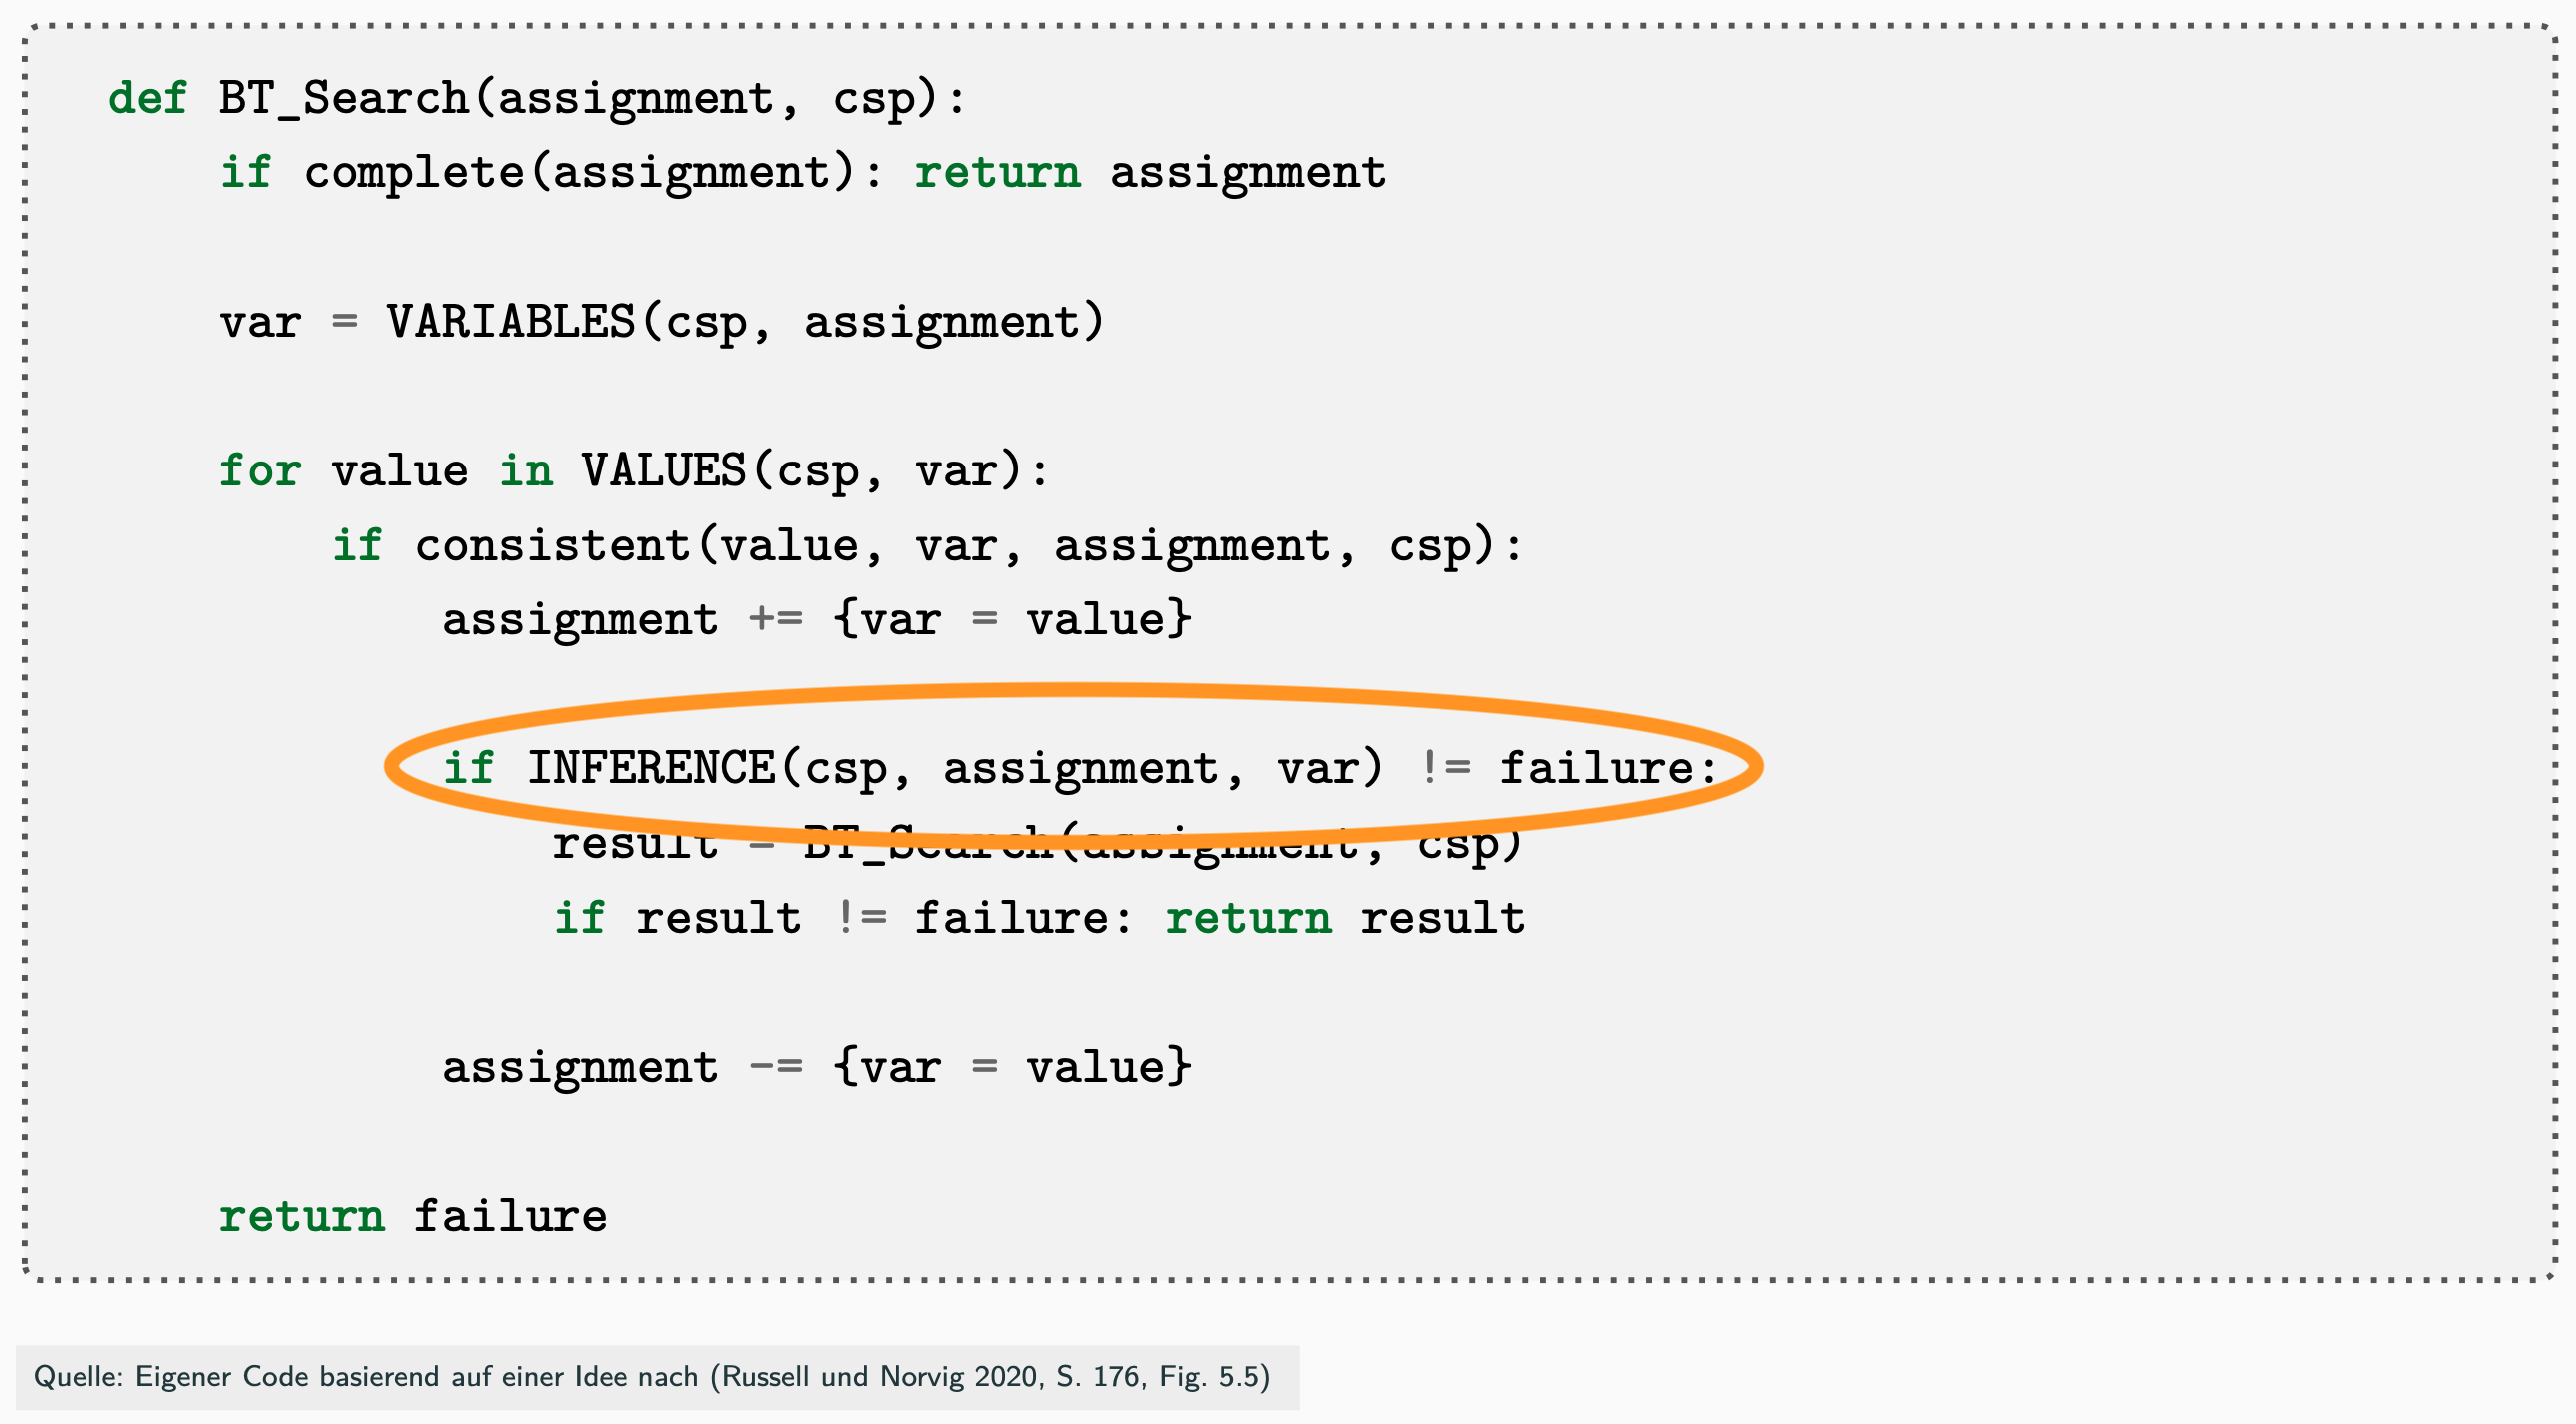 def BT_Search(assignment, csp):
    if complete(assignment): return assignment
    var = VARIABLES(csp, assignment)
    for value in VALUES(csp, var):
        if consistent(value, var, assignment, csp):
            assignment += {var = value}
            if INFERENCE(csp, assignment, var) != failure:
                result = BT_Search(assignment, csp)
                if result != failure: return result
            assignment -= {var = value}
    return failure
Quelle: Eigener Code basierend auf einer Idee nach (Russell und Norvig 2020, S. 176, Fig. 5.5)